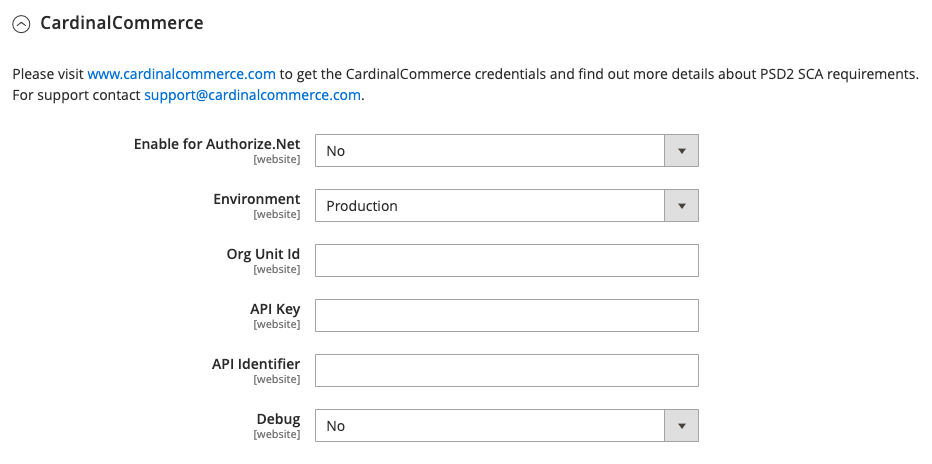 CardinalCommerce
Please visit www.cardinalcommerce.com to get the CardinalCommerce credentials and find out more details about PSD2 SCA requirements.
For support contact support@cardinalcommerce.com.
Enable for Authorize.Net
[website]
No
Environment
[website]
Production
Org Unit Id
[website]
API Key
[website]
API Identifier
[website]
Debug
[website]
No